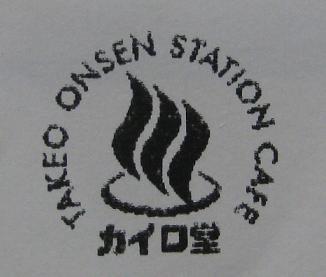 TAKEO ONSEN STATION CAFE
カイロ堂